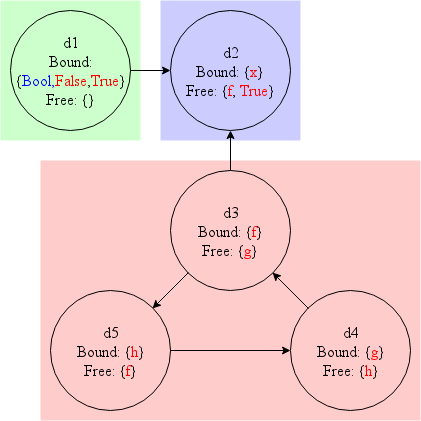 d1
Bound:
{Bool,False,True}
Free: {}
d2
Bound: {x}
Free: {f, True}
d3
Bound: {f}
Free: {g}
d5
Bound: {h}
Free: {f}
d4
Bound: {g}
Free: {h}